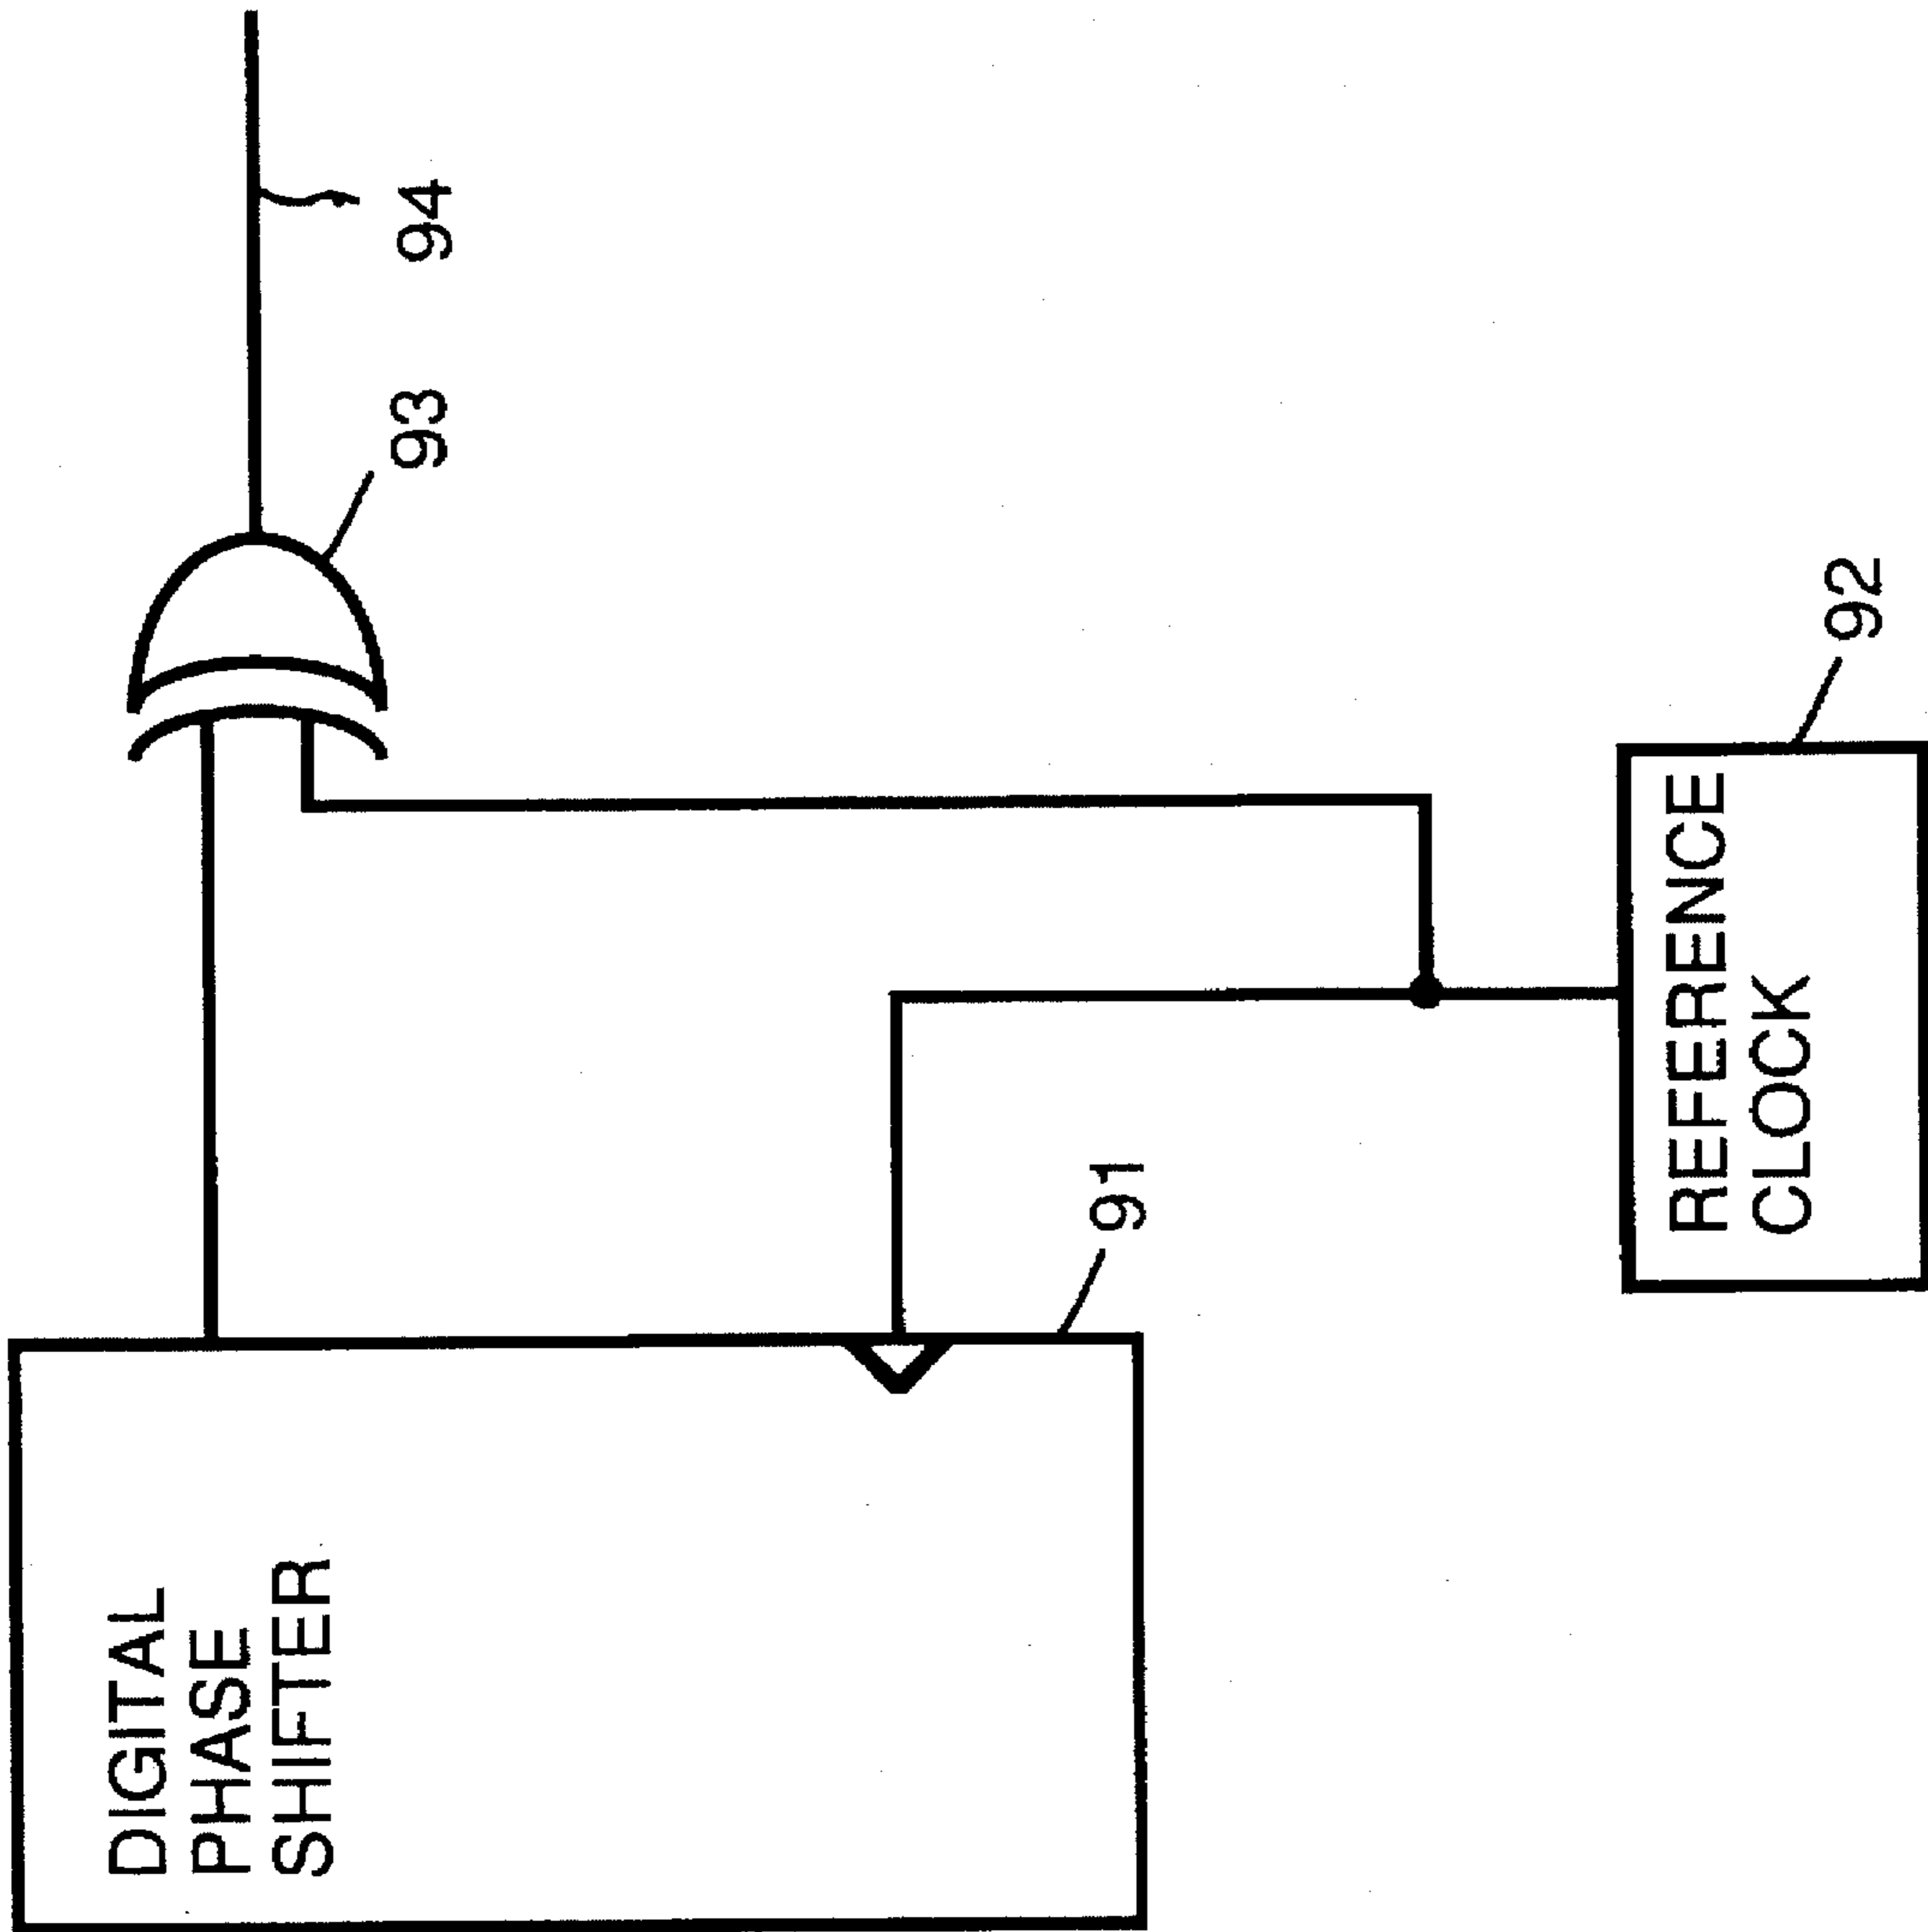 DIGITAL
PHASE
SHIFTER
91
93
94
REFERENCE
CLOCK
92